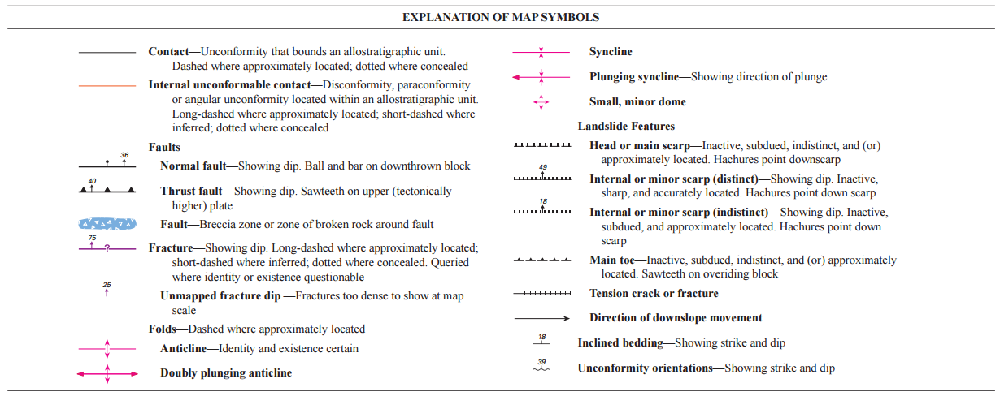 EXPLANATION OF MAP SYMBOLS
Contact—Unconformity that bounds an allostratigraphic unit.
Dashed where approximately located; dotted where concealed
Internal unconformable contact—Disconformity, paraconformity
or angular unconformity located within an allostratigraphic unit.
Long-dashed where approximately located; short-dashed where
inferred; dotted where concealed
Faults
36
Normal fault—Showing dip. Ball and bar on downthrown block
40
Thrust fault—Showing dip. Sawteeth on upper (tectonically
higher) plate
Fault—Breccia zone or zone of broken rock around fault
75
?
Fracture—Showing dip. Long-dashed where approximately located;
short-dashed where inferred; dotted where concealed. Queried
where identity or existence questionable
25
Unmapped fracture dip —Fractures too dense to show at map
scale
Folds—Dashed where approximately located
Anticline—Identity and existence certain
Doubly plunging anticline
Syncline
Plunging syncline—Showing direction of plunge
Small, minor dome
Landslide Features
Head or main scarp—Inactive, subdued, indistinct, and (or)
approximately located. Hachures point downscarp
49
Internal or minor scarp (distinct)—Showing dip. Inactive,
sharp, and accurately located. Hachures point down scarp
18
Internal or minor scarp (indistinct)—Showing dip. Inactive,
subdued, and approximately located. Hachures point down
scarp
Main toe—Inactive, subdued, indistinct, and (or) approximately
located. Sawteeth on overiding block
Tension crack or fracture
Direction of downslope movement
18
Inclined bedding—Showing strike and dip
39
Unconformity orientations—Showing strike and dip